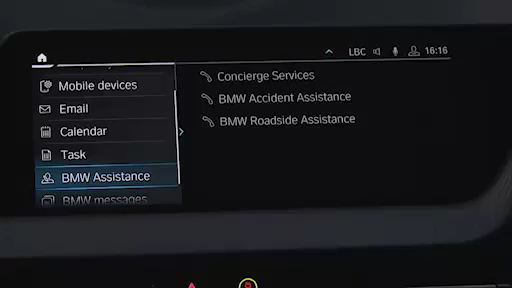 LBC 16:16
Mobile devices
Email
Calendar
Task
BMW Assistance
BMW messages
Concierge Services
BMW Accident Assistance
BMW Roadside Assistance